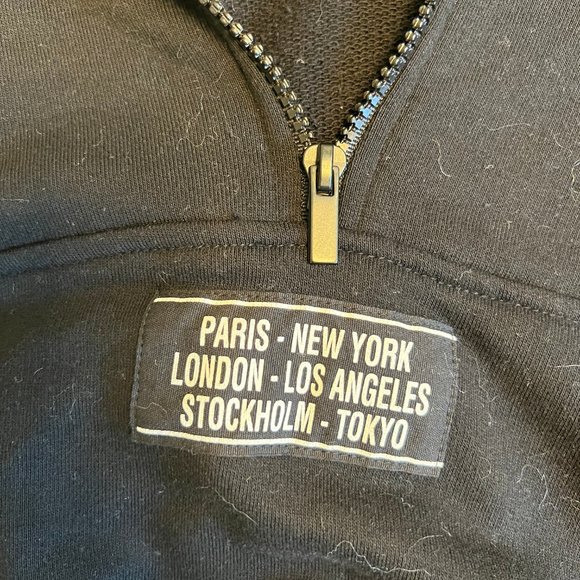 PARIS - NEW YORK
LONDON - LOS ANGELES
STOCKHOLM - TOKYO